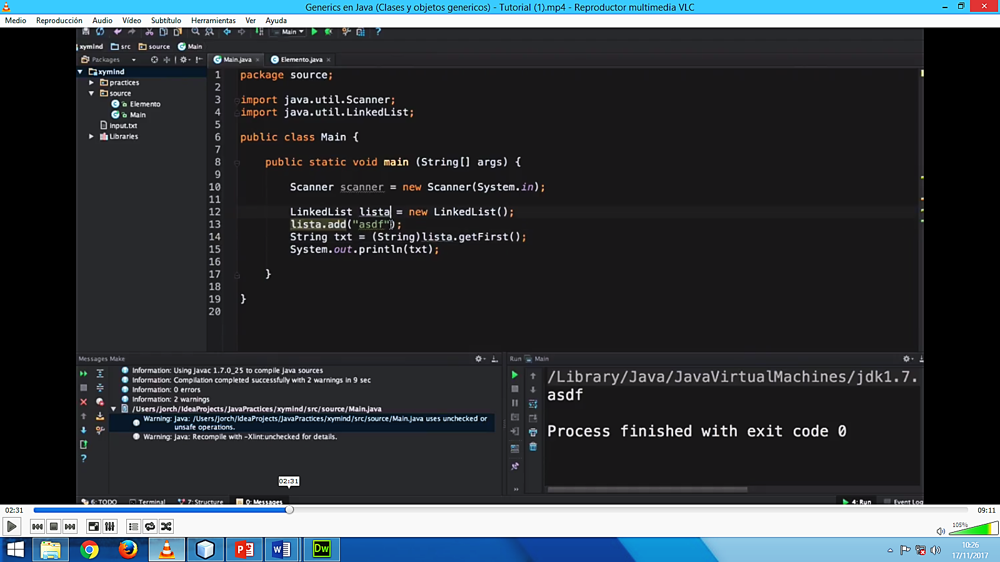 Generics en Java (Clases y objetos genericos) - Tutorial (1).mp4 - Reproductor multimedia VLC
Medio Reproducción Audio Vídeo Subtítulo Herramientas Ver Ayuda
Main
xymind src source Main
Packages
Main.java Elemento.java
xymind
practices
source
Elemento
Main
input.txt
Libraries
1 package source;
2
3 import java.util.Scanner;
4 import java.util.LinkedList;
5
6 public class Main {
7
8 public static void main (String[] args) {
9
10 Scanner scanner = new Scanner(System.in);
11
12 LinkedList lista = new LinkedList();
13 lista.add("asdf");
14 String txt = (String)lista.getFirst();
15 System.out.println(txt);
16
17 }
18
19 }
20
Messages Make
Information: Using javac 1.7.0_25 to compile java sources
Information: Compilation completed successfully with 2 warnings in 9 sec
Information: 0 errors
Information: 2 warnings
/Users/jorch/IdeaProjects/JavaPractices/xymind/src/source/Main.java
Warning: java: /Users/jorch/IdeaProjects/JavaPractices/xymind/src/source/Main.java uses unchecked or
unsafe operations.
Warning: java: Recompile with -Xlint:unchecked for details.
Run Main
/Library/Java/JavaVirtualMachines/jdk1.7.
asdf
Process finished with exit code 0
02:31
6: TODO Terminal 7: Structure 0: Messages 4: Run Event Log
02:31 09:11
105%
P W Dw
10:26
17/11/2017